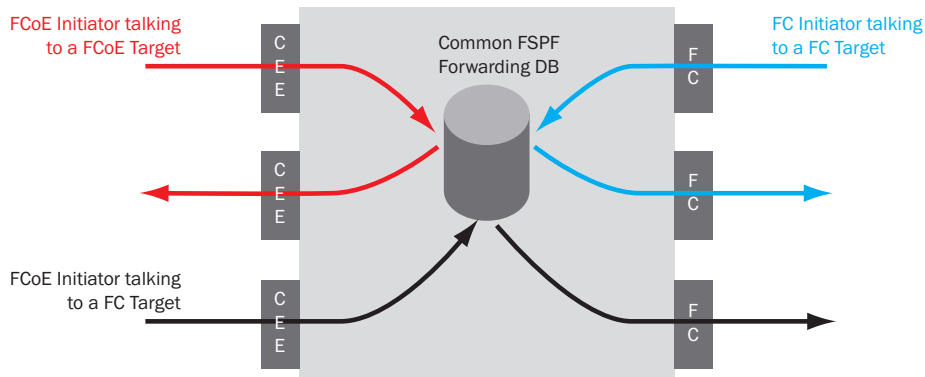 FCoE Initiator talking
to a FCoE Target
C
E
E
Common FSPF
Forwarding DB
F
C
FC Initiator talking
to a FC Target
C
E
E
F
C
FCoE Initiator talking
to a FC Target
C
E
E
F
C